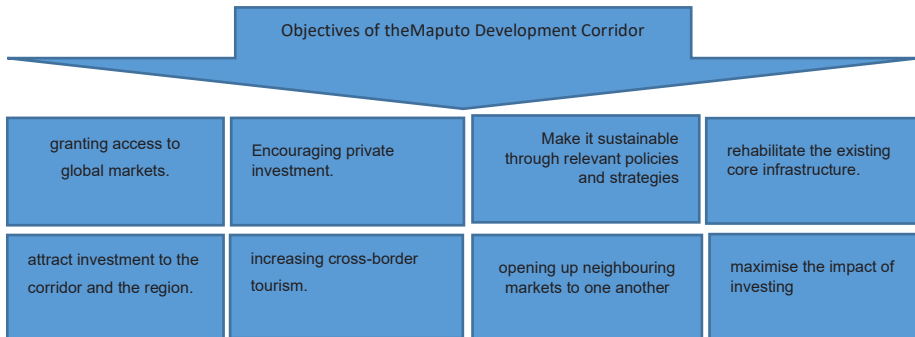 Objectives of theMaputo Development Corridor
granting access to
global markets.
Encouraging private
investment.
Make it sustainable
through relevant policies
and strategies
rehabilitate the existing
core infrastructure.
attract investment to the
corridor and the region.
increasing cross-border
tourism.
opening up neighbouring
markets to one another
maximise the impact of
investing